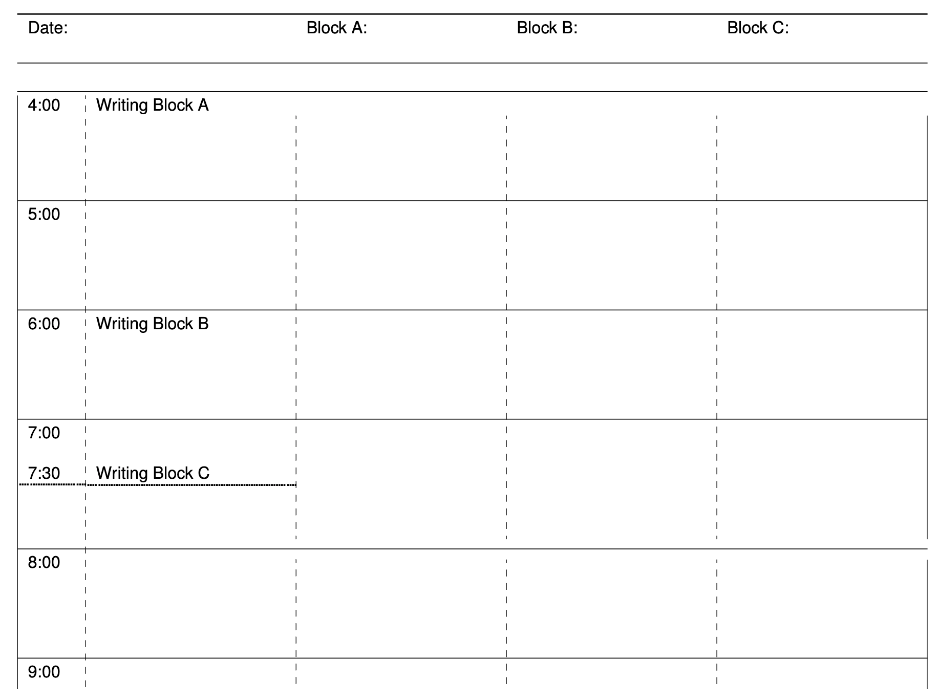 Date: Block A: Block B: Block C:
4:00 Writing Block A
5:00
6:00 Writing Block B
7:00
7:30 Writing Block C
8:00
9:00